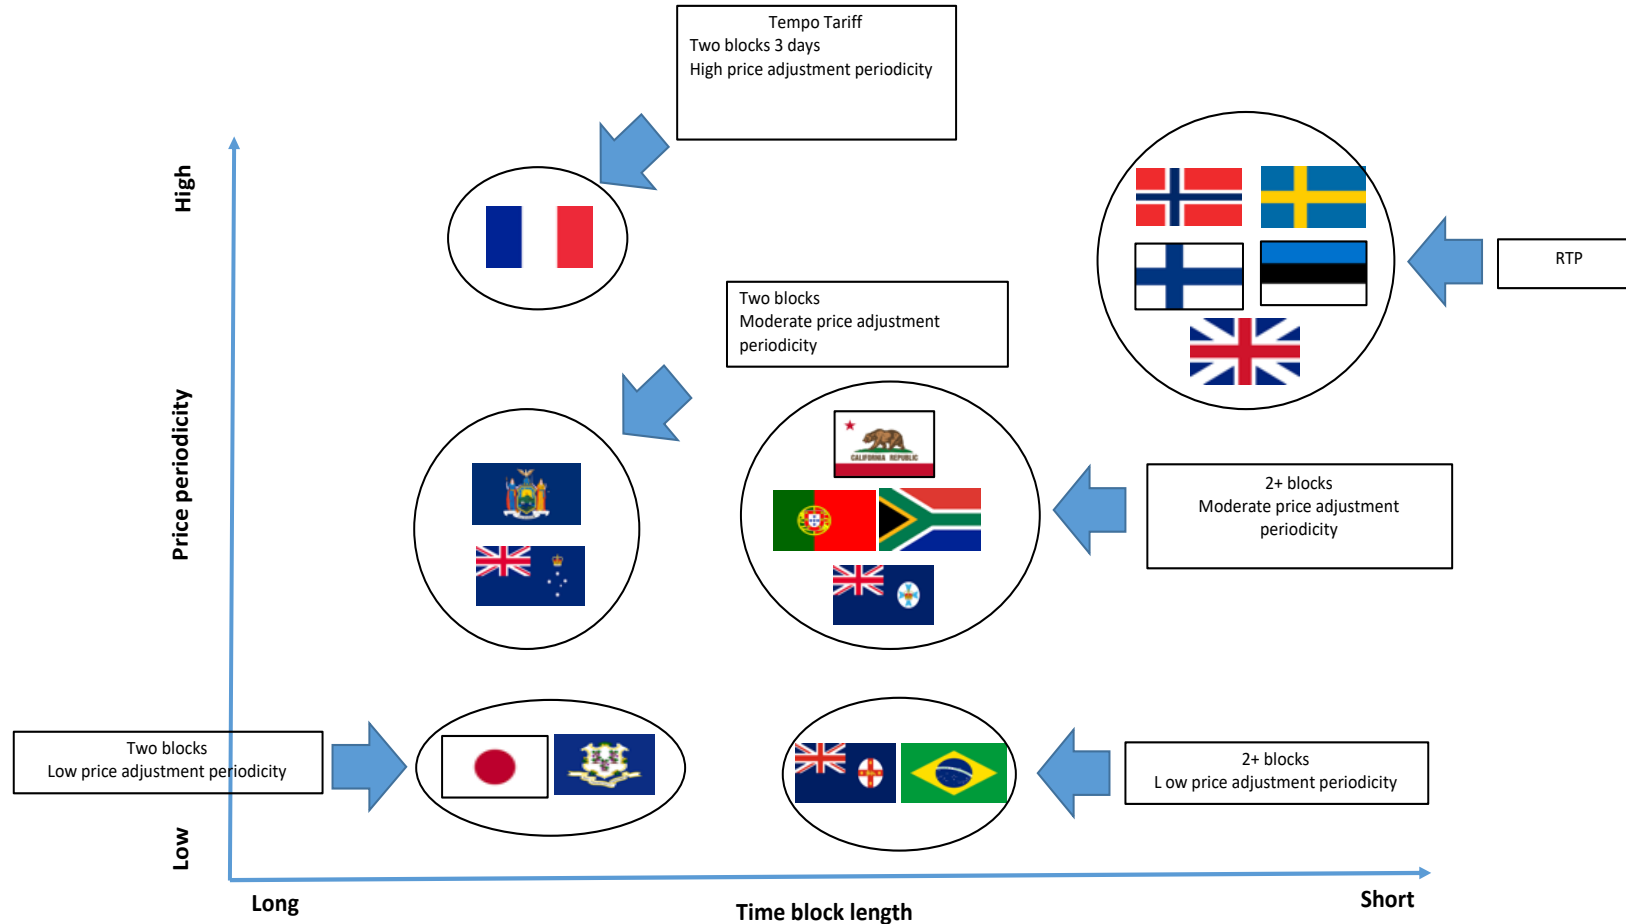 Tempo Tariff
Two blocks 3 days
High price adjustment periodicity
High
RTP
Two blocks
Moderate price adjustment
periodicity
Price periodicity
CALIFORNIA REPUBLIC
2+ blocks
Moderate price adjustment
periodicity
Two blocks
Low price adjustment periodicity
2+ blocks
L ow price adjustment periodicity
Low
Long
Time block length
Short